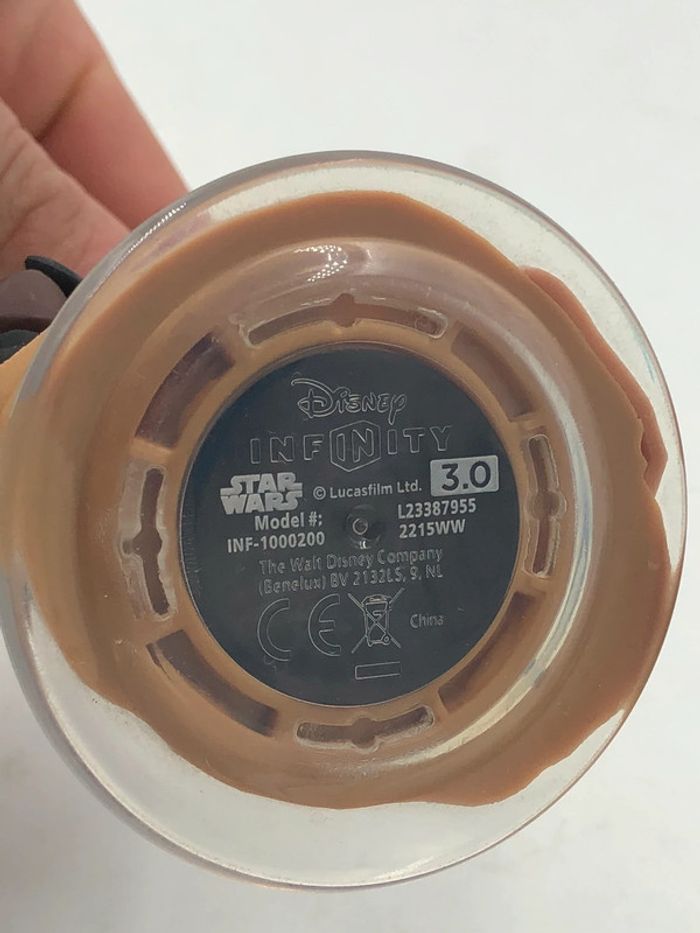 Disney
INFINITY
STAR WARS © Lucasfilm Ltd. 3.0
Model #: L23387955
INF-1000200 2215WW
The Walt Disney Company
(Benelux) BV 2132LS, 9, NL
CE China